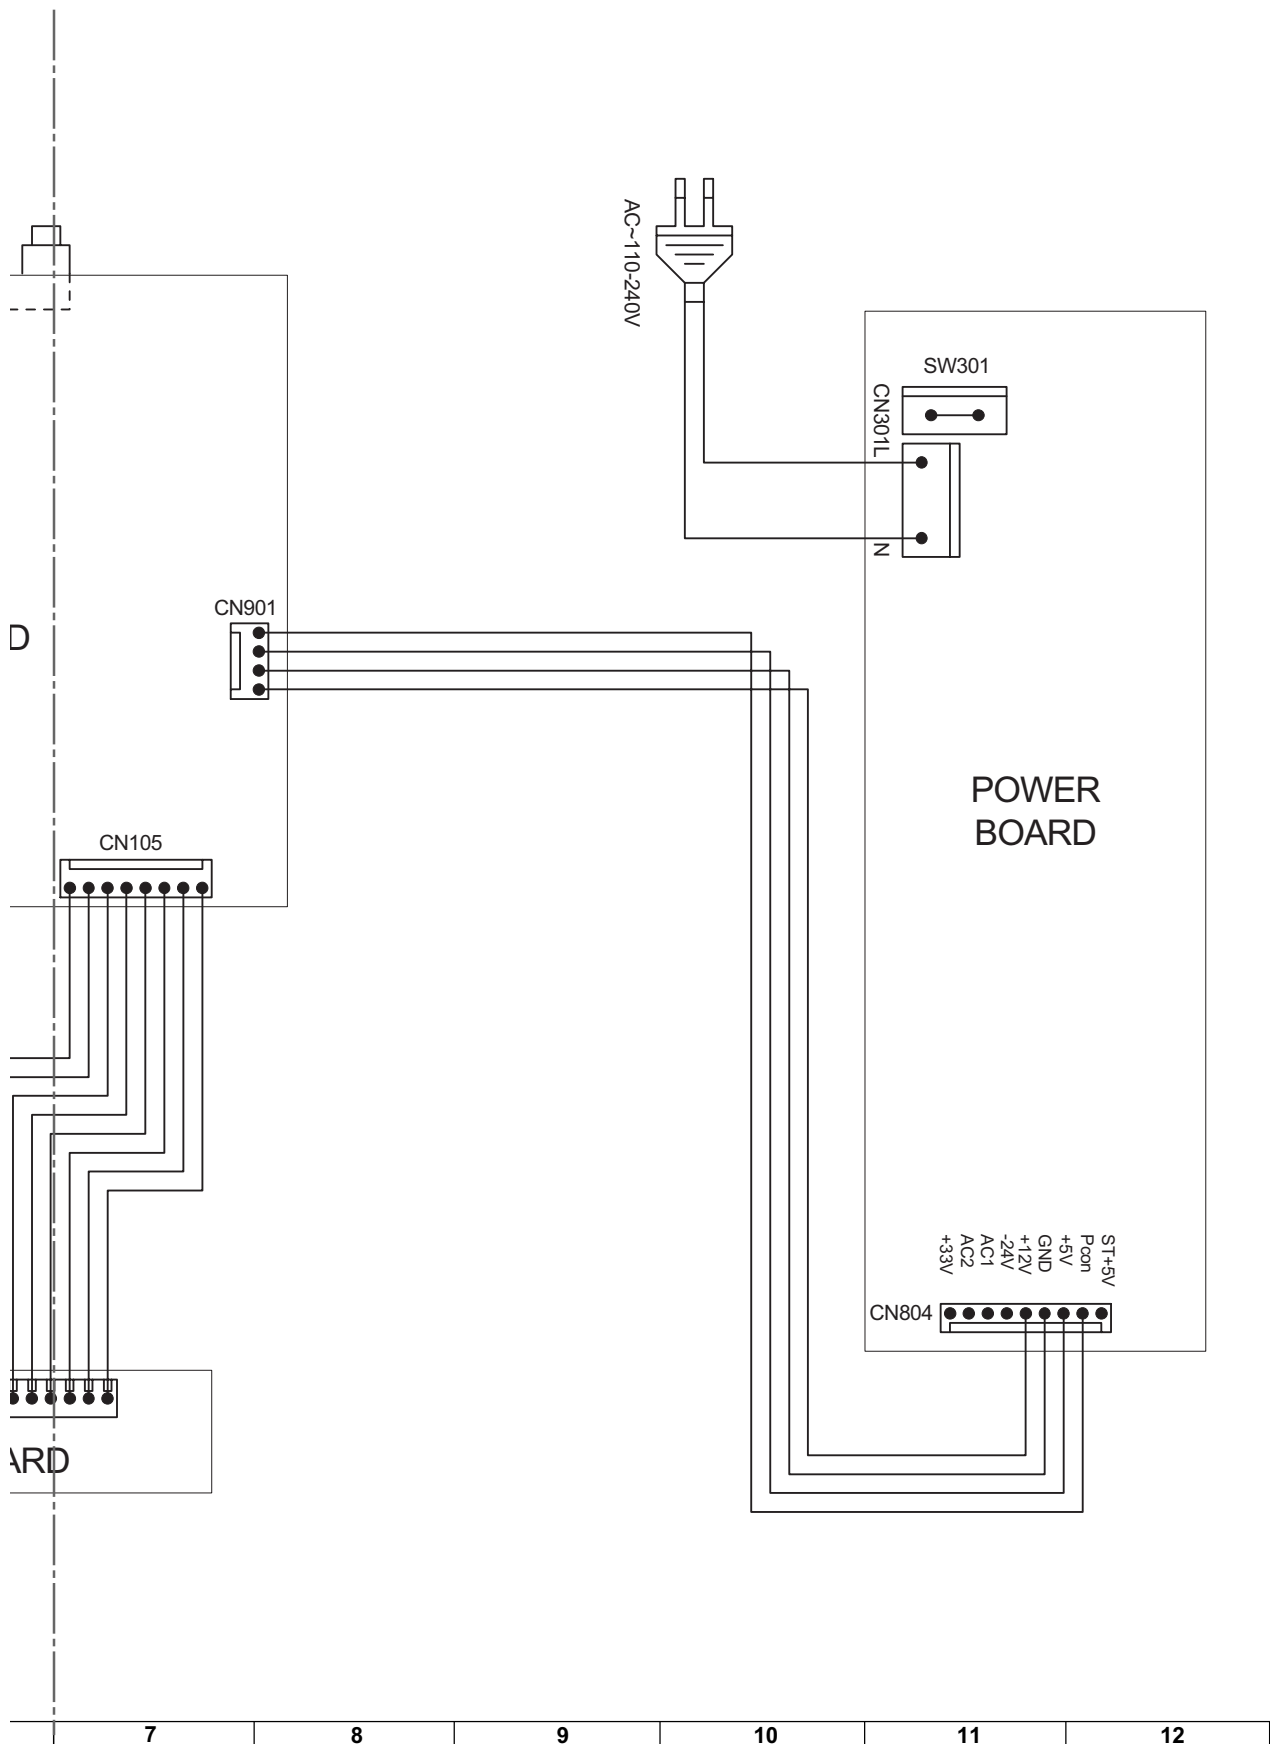 AC~110-240V
SW301
CN301L
N
CN901
D
POWER
BOARD
CN105
+33V
AC2
AC1
-24V
+12V
GND
+5V
Pcon
ST+5V
CN804
ARD
7 8 9 10 11 12